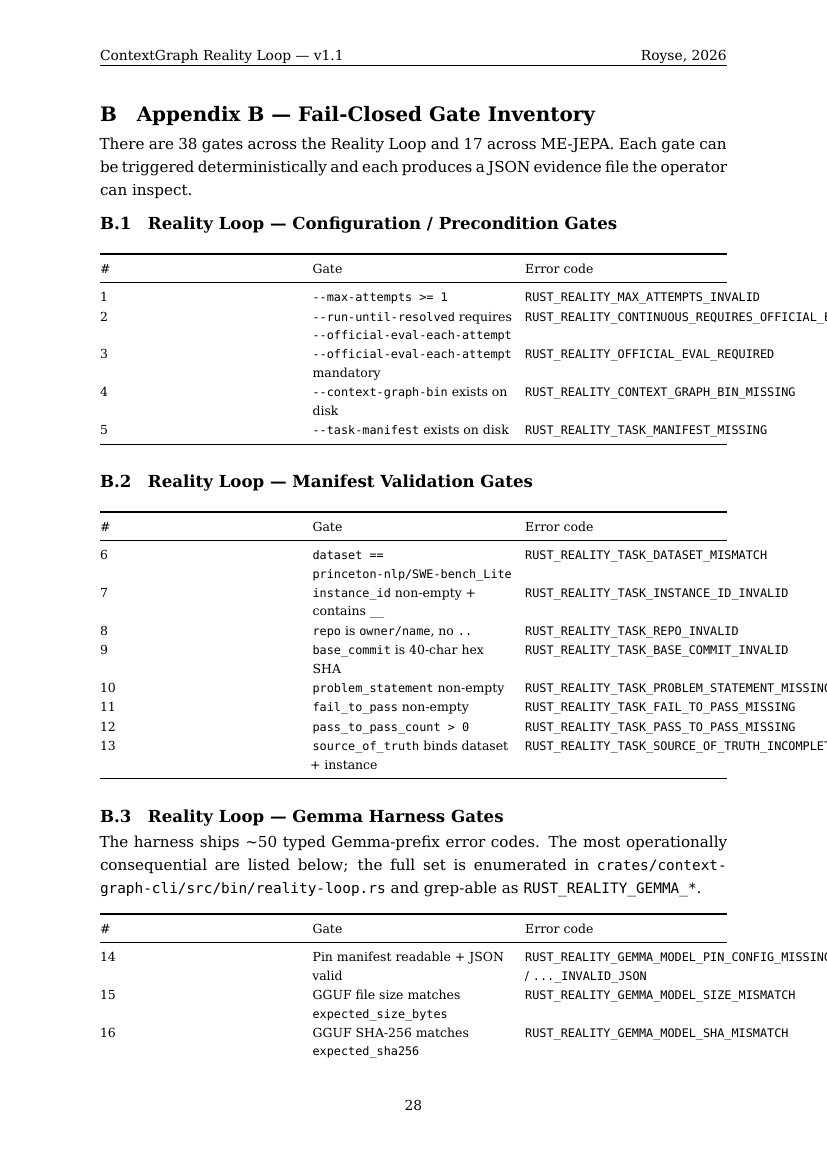 ContextGraph Reality Loop — v1.1 Royse, 2026
B Appendix B — Fail-Closed Gate Inventory
There are 38 gates across the Reality Loop and 17 across ME-JEPA. Each gate can
be triggered deterministically and each produces a JSON evidence file the operator
can inspect.
B.1 Reality Loop — Configuration / Precondition Gates
# Gate Error code
1 --max-attempts >= 1 RUST_REALITY_MAX_ATTEMPTS_INVALID
2 --run-until-resolved requires RUST_REALITY_CONTINUOUS_REQUIRES_OFFICIAL_
--official-eval-each-attempt
3 --official-eval-each-attempt RUST_REALITY_OFFICIAL_EVAL_REQUIRED
mandatory
4 --context-graph-bin exists on RUST_REALITY_CONTEXT_GRAPH_BIN_MISSING
disk
5 --task-manifest exists on disk RUST_REALITY_TASK_MANIFEST_MISSING
B.2 Reality Loop — Manifest Validation Gates
# Gate Error code
6 dataset == RUST_REALITY_TASK_DATASET_MISMATCH
princeton-nlp/SWE-bench_Lite
7 instance_id non-empty + RUST_REALITY_TASK_INSTANCE_ID_INVALID
contains __
8 repo is owner/name, no .. RUST_REALITY_TASK_REPO_INVALID
9 base_commit is 40-char hex RUST_REALITY_TASK_BASE_COMMIT_INVALID
SHA
10 problem_statement non-empty RUST_REALITY_TASK_PROBLEM_STATEMENT_MISSING
11 fail_to_pass non-empty RUST_REALITY_TASK_FAIL_TO_PASS_MISSING
12 pass_to_pass_count > 0 RUST_REALITY_TASK_PASS_TO_PASS_MISSING
13 source_of_truth binds dataset RUST_REALITY_TASK_SOURCE_OF_TRUTH_INCOMPLET
+ instance
B.3 Reality Loop — Gemma Harness Gates
The harness ships ~50 typed Gemma-prefix error codes. The most operationally
consequential are listed below; the full set is enumerated in crates/context-
graph-cli/src/bin/reality-loop.rs and grep-able as RUST_REALITY_GEMMA_*.
# Gate Error code
14 Pin manifest readable + JSON RUST_REALITY_GEMMA_MODEL_PIN_CONFIG_MISSING
valid / ..._INVALID_JSON
15 GGUF file size matches RUST_REALITY_GEMMA_MODEL_SIZE_MISMATCH
expected_size_bytes
16 GGUF SHA-256 matches RUST_REALITY_GEMMA_MODEL_SHA_MISMATCH
expected_sha256
28